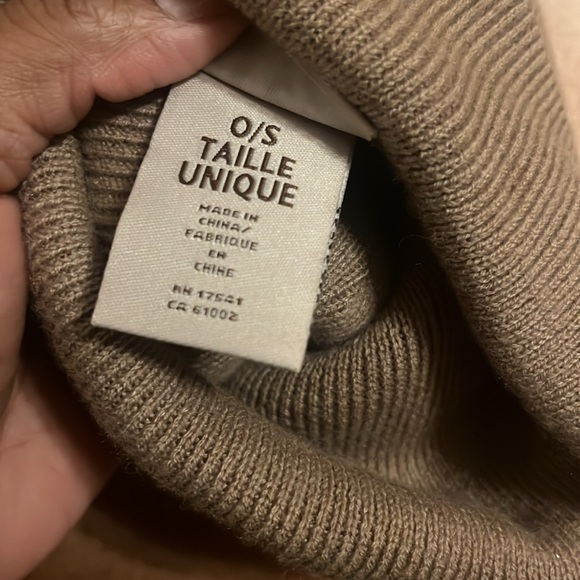 O/S
TAILLE
UNIQUE
MADE IN
CHINA/
FABRIQUE
EN
CHINE
RN 17541
CA 61002